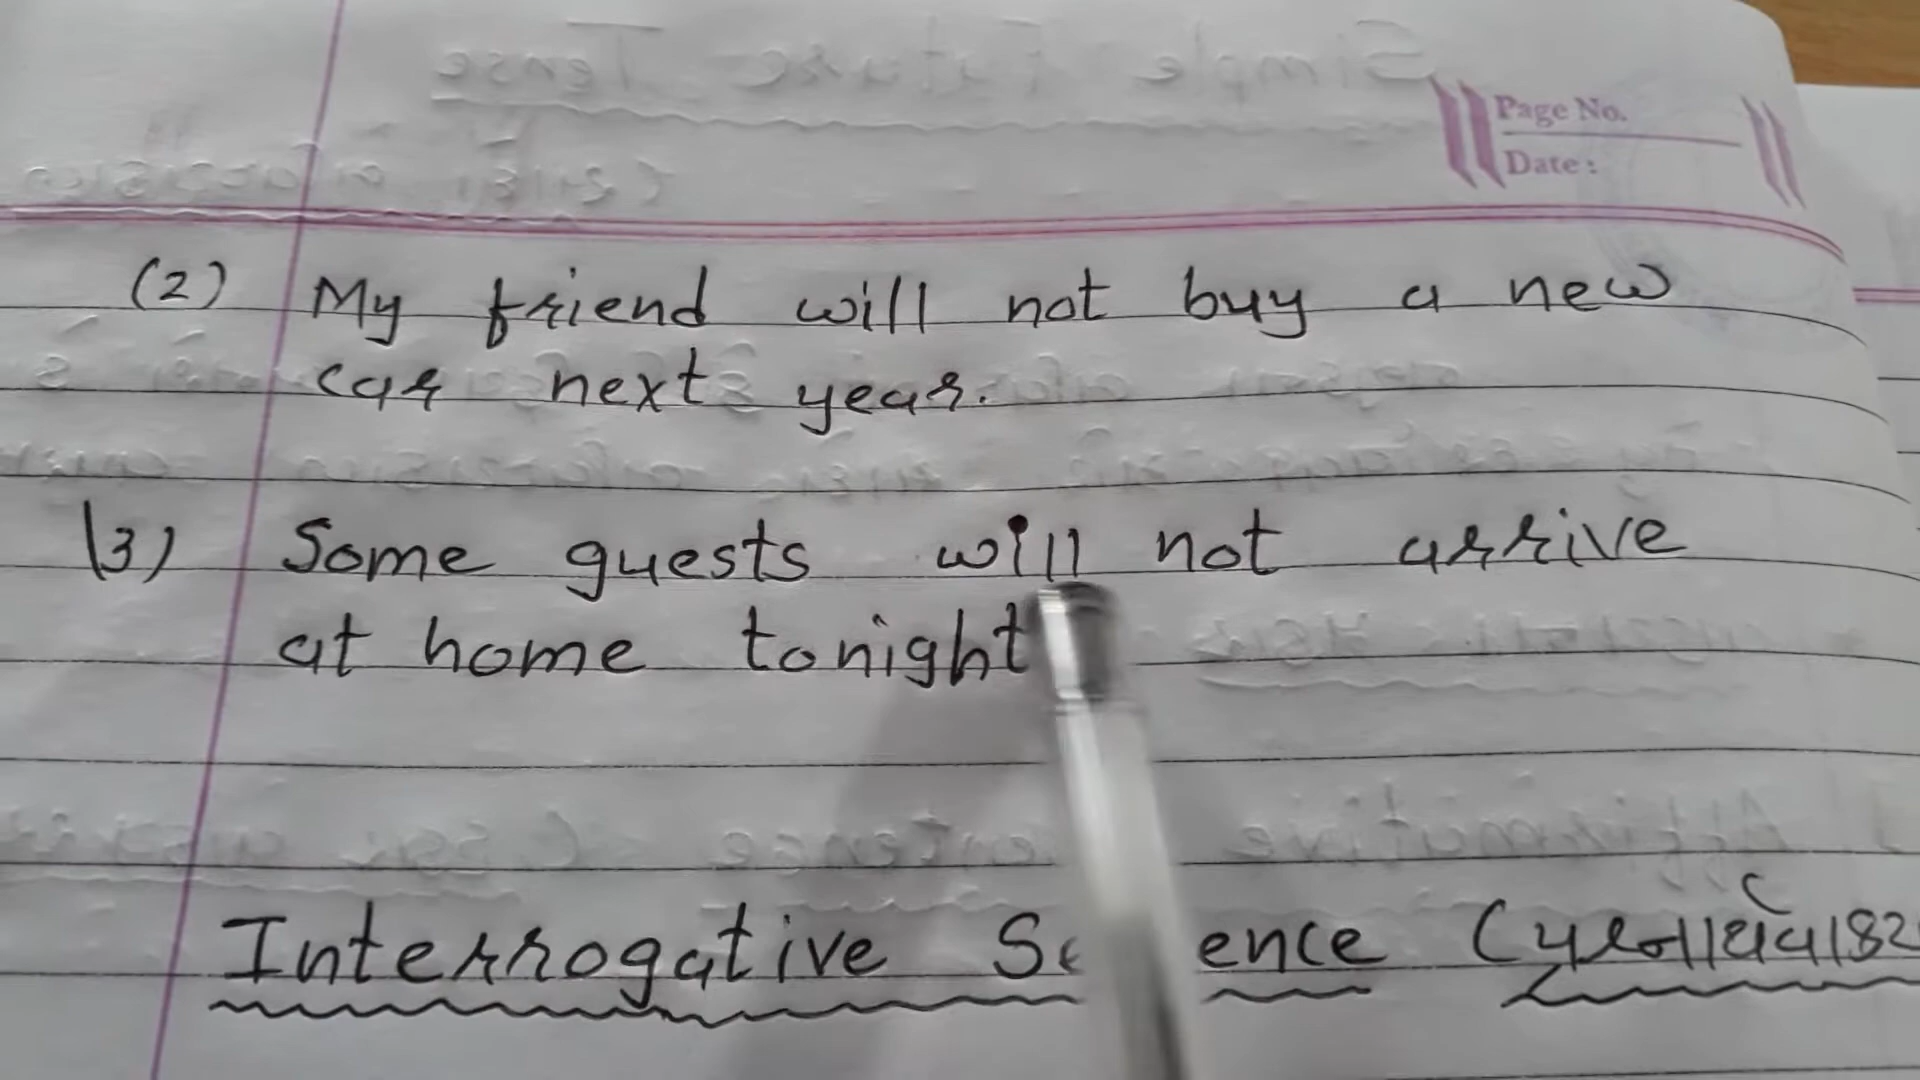 Page No.
Date :
(2) My friend will not buy a new
car next year.
(3) Some guests will not arrive
at home tonight
Interrogative ence (પ્રશ્નાર્થવાક્ય